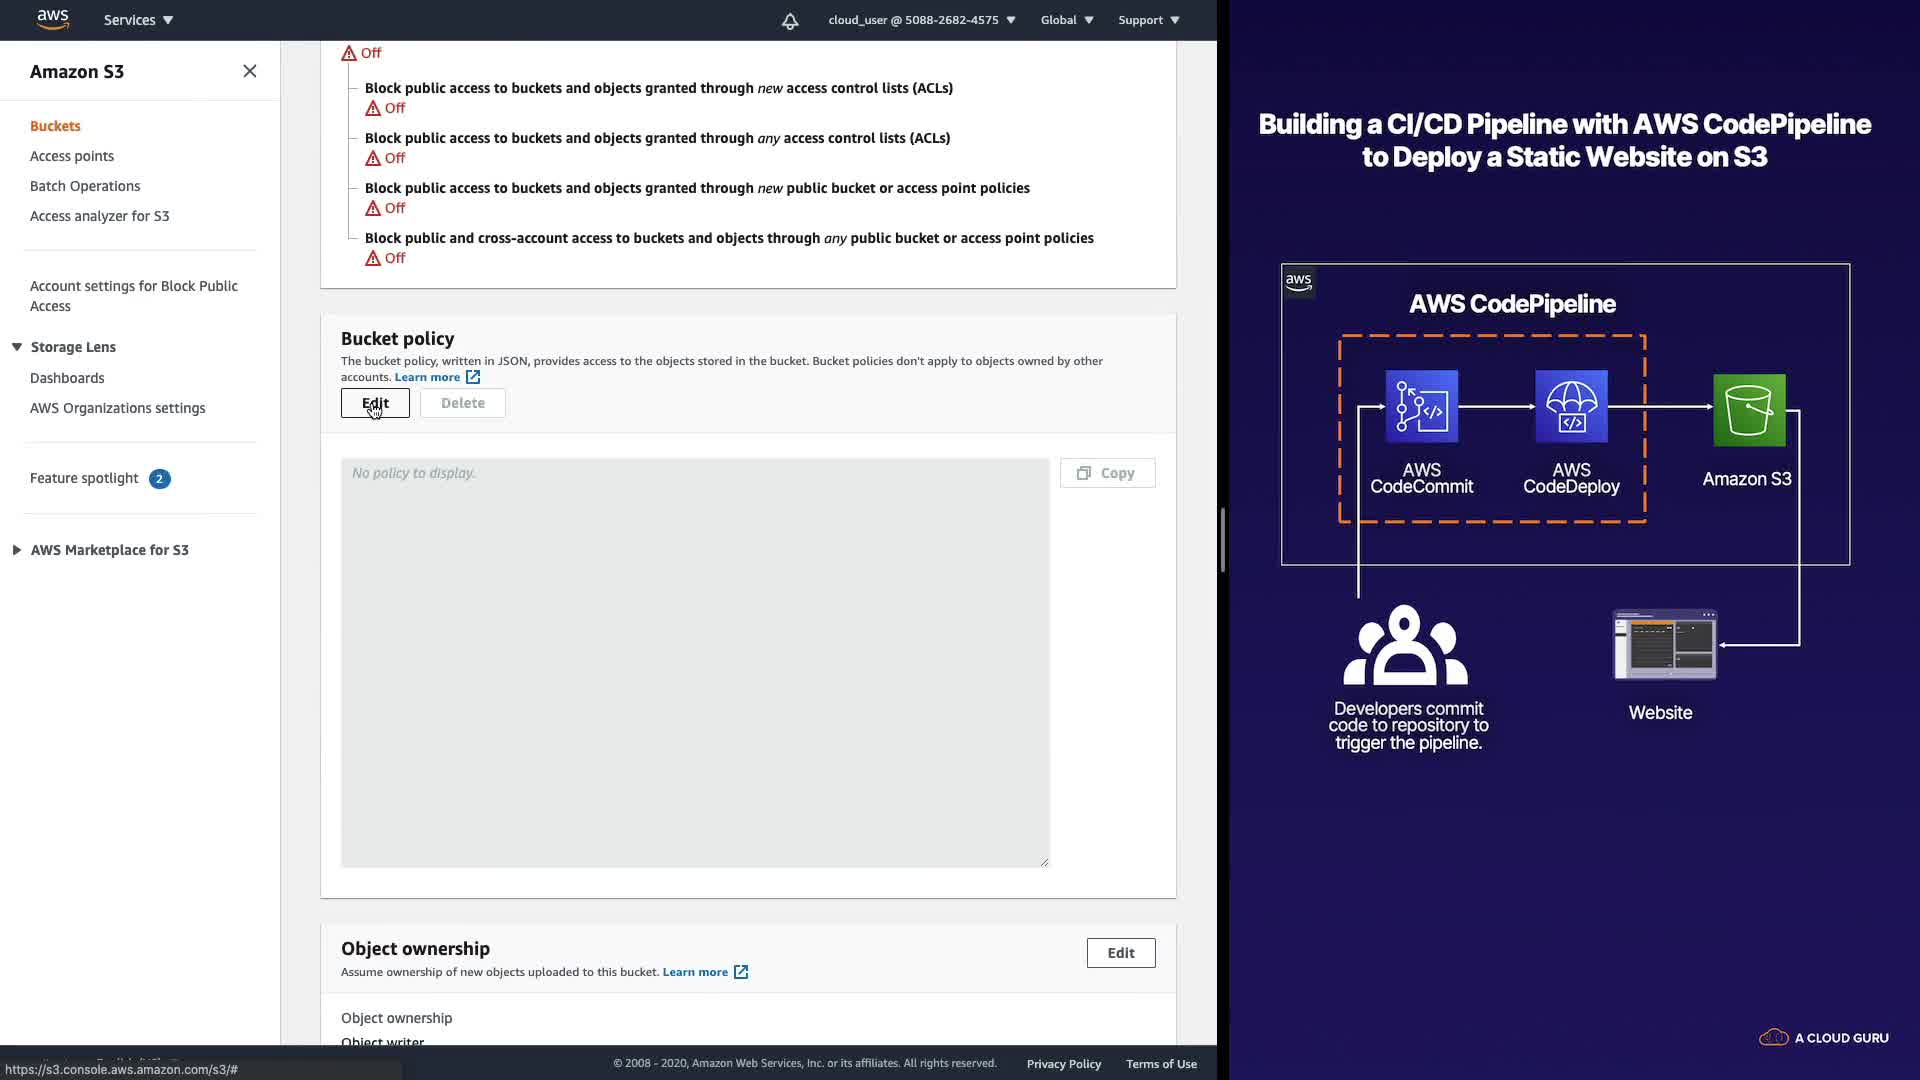 aws
Services
cloud_user @ 5088-2682-4575
Global
Support
Amazon S3
Buckets
Access points
Batch Operations
Access analyzer for S3
Account settings for Block Public
Access
Storage Lens
Dashboards
AWS Organizations settings
Feature spotlight 2
AWS Marketplace for S3
Off
Block public access to buckets and objects granted through new access control lists (ACLs)
Off
Block public access to buckets and objects granted through any access control lists (ACLs)
Off
Block public access to buckets and objects granted through new public bucket or access point policies
Off
Block public and cross-account access to buckets and objects through any public bucket or access point policies
Off
Bucket policy
The bucket policy, written in JSON, provides access to the objects stored in the bucket. Bucket policies don't apply to objects owned by other
accounts. Learn more
Edit
Delete
No policy to display.
Copy
Object ownership
Edit
Assume ownership of new objects uploaded to this bucket. Learn more
Object ownership
Object writer
https://s3.console.aws.amazon.com/s3/#
© 2008 - 2020, Amazon Web Services, Inc. or its affiliates. All rights reserved.
Privacy Policy
Terms of Use
Building a CI/CD Pipeline with AWS CodePipeline
to Deploy a Static Website on S3
aws
AWS CodePipeline
AWS
CodeCommit
AWS
CodeDeploy
Amazon S3
Developers commit
code to repository to
trigger the pipeline.
Website
A CLOUD GURU